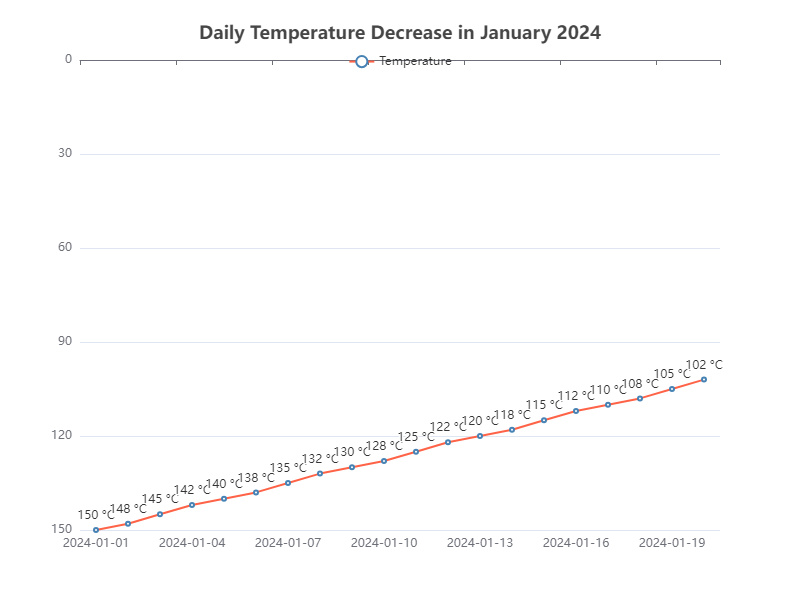 Daily Temperature Decrease in January 2024
Temperature
0
30
60
90
120
150
150 °C
148 °C
145 °C
142 °C
140 °C
138 °C
135 °C
132 °C
130 °C
128 °C
125 °C
122 °C
120 °C
118 °C
115 °C
112 °C
110 °C
108 °C
105 °C
102 °C
2024-01-01 2024-01-04 2024-01-07 2024-01-10 2024-01-13 2024-01-16 2024-01-19